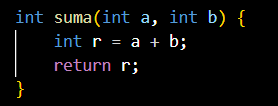 int suma(int a, int b) {
    int r = a + b;
    return r;
}